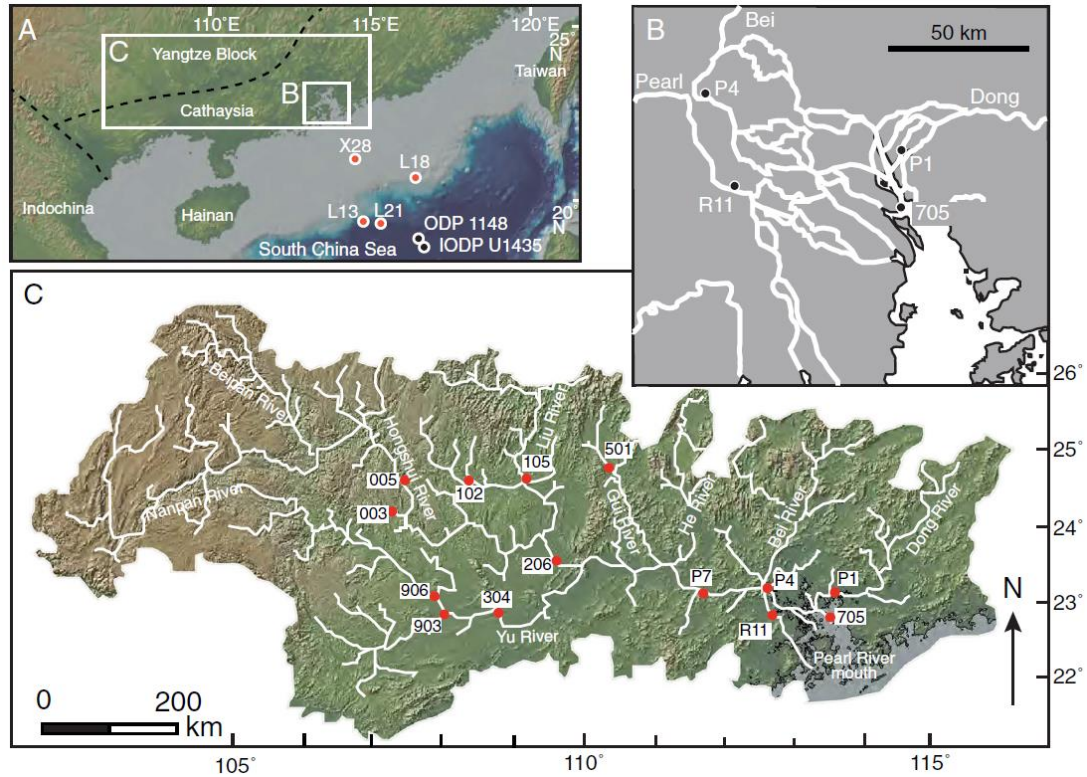 A
110°E
115°E
120°E
25°
N
C
Yangtze Block
Taiwan
Cathaysia
B
X28
L18
Indochina
Hainan
L13
L21
20°
N
ODP 1148
IODP U1435
South China Sea
B
Bei
50 km
Pearl
P4
Dong
P1
R11
705
C
26°
25°
24°
23°
22°
Beipan River
Nanpan River
Hongshui River
Liu River
Gui River
He River
Bei River
Dong River
005
003
102
105
501
206
906
903
304
Yu River
P7
P4
P1
R11
705
Pearl River
mouth
N
0 200
km
105°
110°
115°